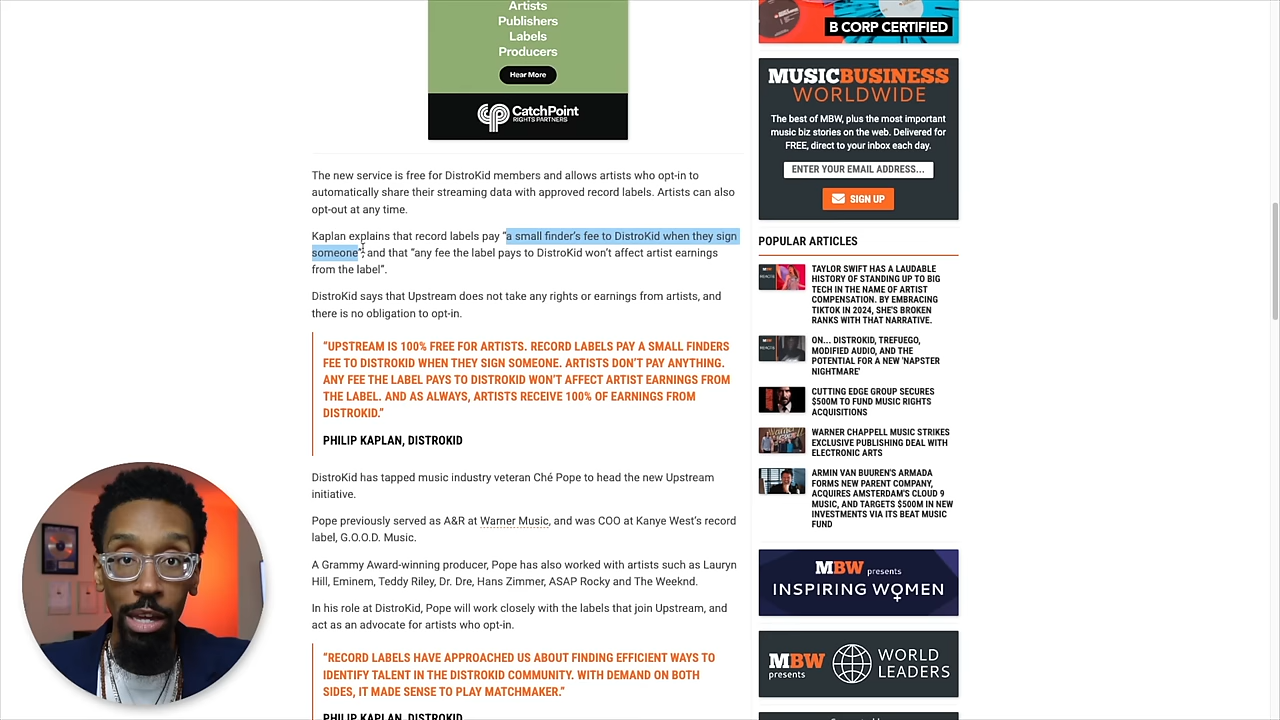 Artists
Publishers
Labels
Producers
Hear More
CatchPoint
RIGHTS PARTNERS
The new service is free for DistroKid members and allows artists who opt-in to
automatically share their streaming data with approved record labels. Artists can also
opt-out at any time.
Kaplan explains that record labels pay “a small finder’s fee to DistroKid when they sign
someone”, and that “any fee the label pays to DistroKid won’t affect artist earnings
from the label”.
DistroKid says that Upstream does not take any rights or earnings from artists, and
there is no obligation to opt-in.
“UPSTREAM IS 100% FREE FOR ARTISTS. RECORD LABELS PAY A SMALL FINDERS
FEE TO DISTROKID WHEN THEY SIGN SOMEONE. ARTISTS DON’T PAY ANYTHING.
ANY FEE THE LABEL PAYS TO DISTROKID WON’T AFFECT ARTIST EARNINGS FROM
THE LABEL. AND AS ALWAYS, ARTISTS RECEIVE 100% OF EARNINGS FROM
DISTROKID.”
PHILIP KAPLAN, DISTROKID
DistroKid has tapped music industry veteran Ché Pope to head the new Upstream
initiative.
Pope previously served as A&R at Warner Music, and was COO at Kanye West’s record
label, G.O.O.D. Music.
A Grammy Award-winning producer, Pope has also worked with artists such as Lauryn
Hill, Eminem, Teddy Riley, Dr. Dre, Hans Zimmer, ASAP Rocky and The Weeknd.
In his role at DistroKid, Pope will work closely with the labels that join Upstream, and
act as an advocate for artists who opt-in.
“RECORD LABELS HAVE APPROACHED US ABOUT FINDING EFFICIENT WAYS TO
IDENTIFY TALENT IN THE DISTROKID COMMUNITY. WITH DEMAND ON BOTH
SIDES, IT MADE SENSE TO PLAY MATCHMAKER.”
PHILIP KAPLAN, DISTROKID
B CORP CERTIFIED
MUSICBUSINESS
WORLDWIDE
The best of MBW, plus the most important
music biz stories on the web. Delivered for
FREE, direct to your inbox each day.
ENTER YOUR EMAIL ADDRESS...
SIGN UP
POPULAR ARTICLES
TAYLOR SWIFT HAS A LAUDABLE
HISTORY OF STANDING UP TO BIG
TECH IN THE NAME OF ARTIST
COMPENSATION. BY EMBRACING
TIKTOK IN 2024, SHE'S BROKEN
RANKS WITH THAT NARRATIVE.
ON... DISTROKID, TREFUEGO,
MODIFIED AUDIO, AND THE
POTENTIAL FOR A NEW 'NAPSTER
NIGHTMARE'
CUTTING EDGE GROUP SECURES
$500M TO FUND MUSIC RIGHTS
ACQUISITIONS
WARNER CHAPPELL MUSIC STRIKES
EXCLUSIVE PUBLISHING DEAL WITH
ELECTRONIC ARTS
ARMIN VAN BUUREN'S ARMADA
FORMS NEW PARENT COMPANY,
ACQUIRES AMSTERDAM'S CLOUD 9
MUSIC, AND TARGETS $500M IN NEW
INVESTMENTS VIA ITS BEAT MUSIC
FUND
MBW presents
INSPIRING WOMEN
MBW presents
WORLD
LEADERS